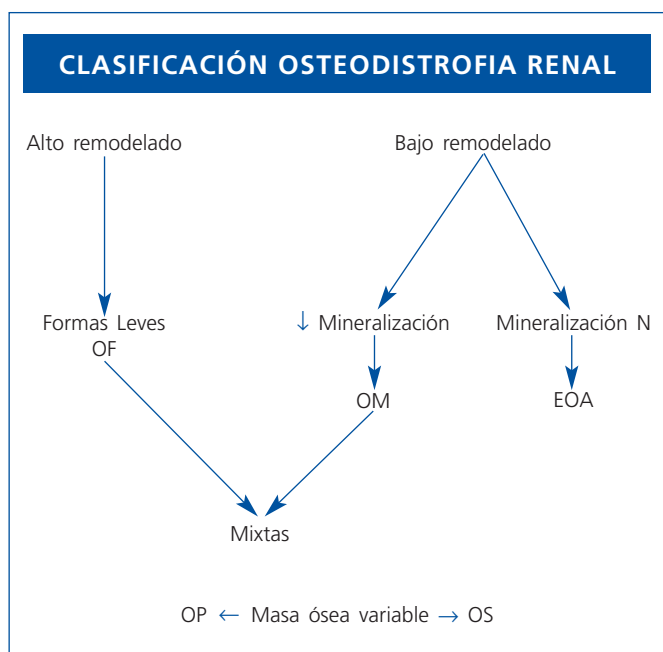 CLASIFICACIÓN OSTEODISTROFIA RENAL
Alto remodelado
Bajo remodelado
Formas Leves
OF
↓ Mineralización
Mineralización N
OM
EOA
Mixtas
OP ← Masa ósea variable → OS